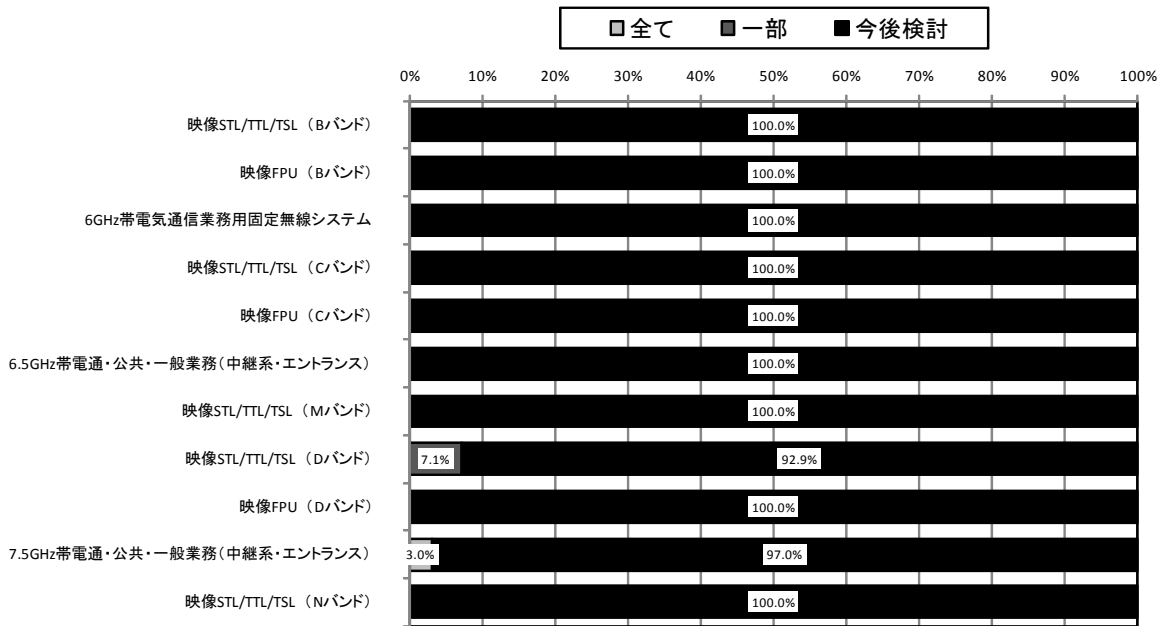 全て 一部 今後検討
0% 10% 20% 30% 40% 50% 60% 70% 80% 90% 100%
映像STL/TTL/TSL (Bバンド) 100.0%
映像FPU (Bバンド) 100.0%
6GHz帯電気通信業務用固定無線システム 100.0%
映像STL/TTL/TSL (Cバンド) 100.0%
映像FPU (Cバンド) 100.0%
6.5GHz帯電通・公共・一般業務(中継系・エントランス) 100.0%
映像STL/TTL/TSL (Mバンド) 100.0%
映像STL/TTL/TSL (Dバンド) 7.1% 92.9%
映像FPU (Dバンド) 100.0%
7.5GHz帯電通・公共・一般業務(中継系・エントランス) 3.0% 97.0%
映像STL/TTL/TSL (Nバンド) 100.0%